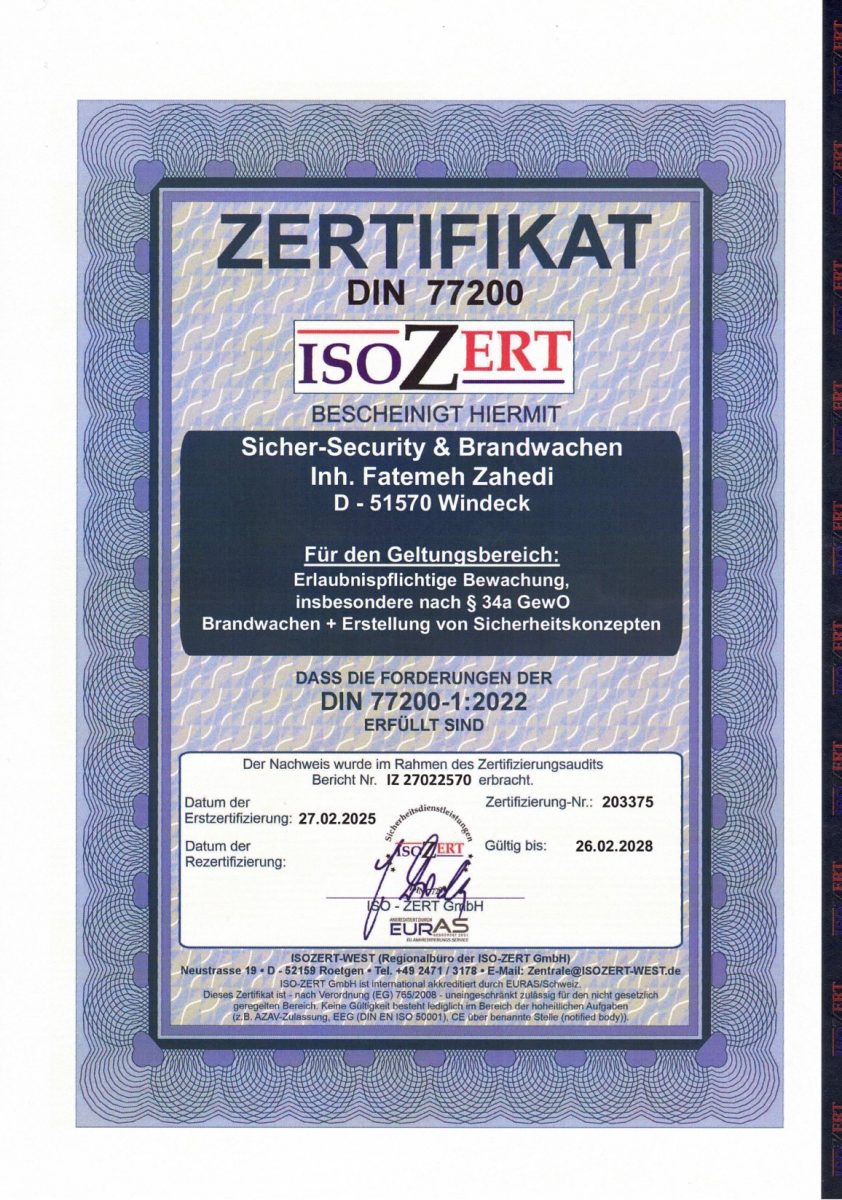 ZERTIFIKAT
DIN 77200
ISOZERT
BESCHEINIGT HIERMIT
Sicher-Security & Brandwachen
Inh. Fatemeh Zahedi
D - 51570 Windeck
Für den Geltungsbereich:
Erlaubnispflichtige Bewachung,
insbesondere nach § 34a GewO
Brandwachen + Erstellung von Sicherheitskonzepten
DASS DIE FORDERUNGEN DER
DIN 77200-1:2022
ERFÜLLT SIND
Der Nachweis wurde im Rahmen des Zertifizierungsaudits
Bericht Nr. IZ 27022570 erbracht.
Datum der
Erstzertifizierung: 27.02.2025
Zertifizierung-Nr.: 203375
Datum der
Rezertifizierung:
Gültig bis: 26.02.2028
Sicherheitsdienstleistungen
ISOZERT
ISO - ZERT GmbH
AKKREDITIERT DURCH
EURAS
EU AKKREDITIERUNGS-SERVICE
ISOZERT-WEST (Regionalbüro der ISO-ZERT GmbH)
Neustrasse 19 • D - 52159 Roetgen • Tel. +49 2471 / 3178 • E-Mail: Zentrale@ISOZERT-WEST.de
ISO-ZERT GmbH ist international akkreditiert durch EURAS/Schweiz.
Dieses Zertifikat ist - nach Verordnung (EG) 765/2008 - uneingeschränkt zulässig für den nicht gesetzlich
geregelten Bereich. Keine Gültigkeit besteht lediglich im Bereich der hoheitlichen Aufgaben
(z.B. AZAV-Zulassung, EEG (DIN EN ISO 50001), CE über benannte Stelle (notified body)).